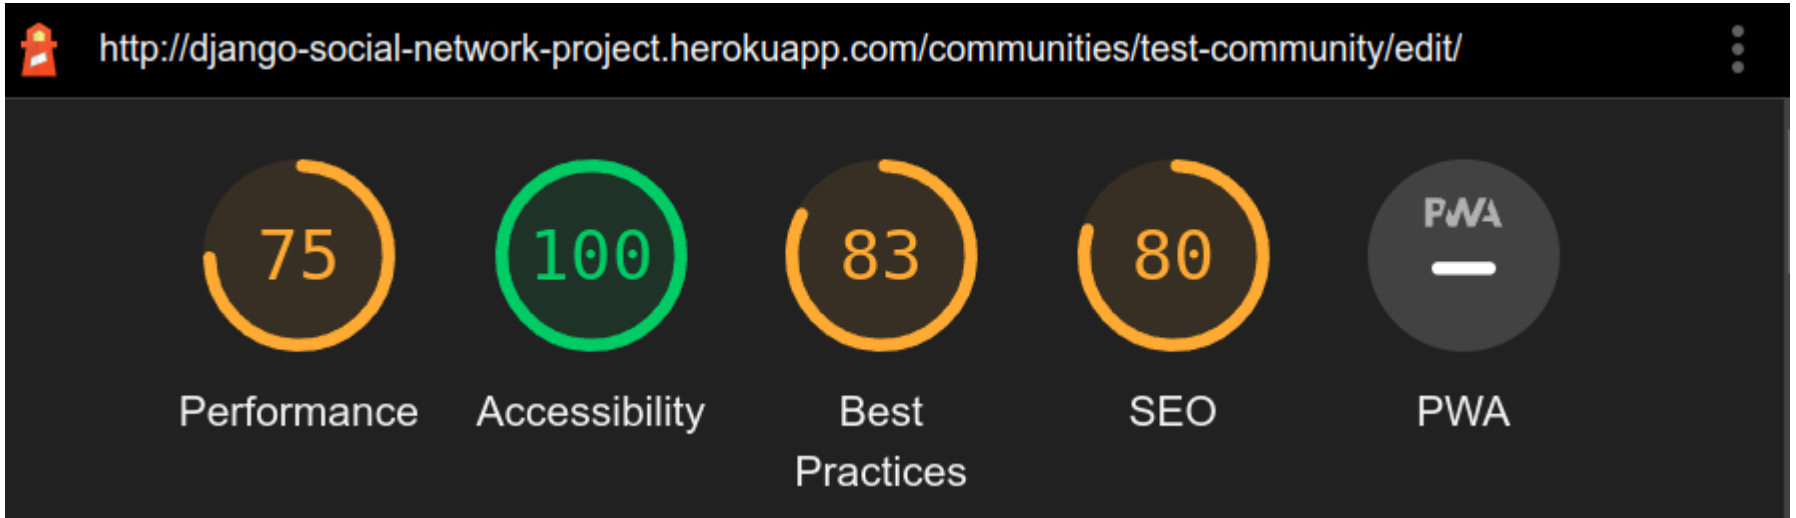 http://django-social-network-project.herokuapp.com/communities/test-community/edit/
75
100
83
80
PWA
Performance
Accessibility
Best
Practices
SEO
PWA